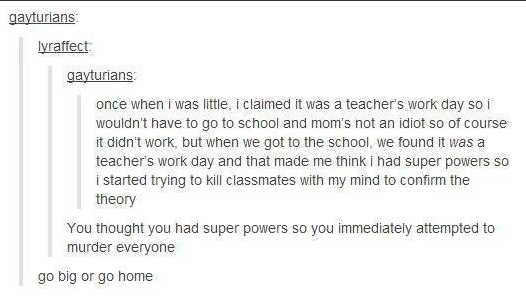 gayturians:
lyraffect:
gayturians:
once when i was little, i claimed it was a teacher's work day so i
wouldn't have to go to school and mom's not an idiot so of course
it didn't work, but when we got to the school, we found it was a
teacher's work day and that made me think i had super powers so
i started trying to kill classmates with my mind to confirm the
theory
You thought you had super powers so you immediately attempted to
murder everyone
go big or go home